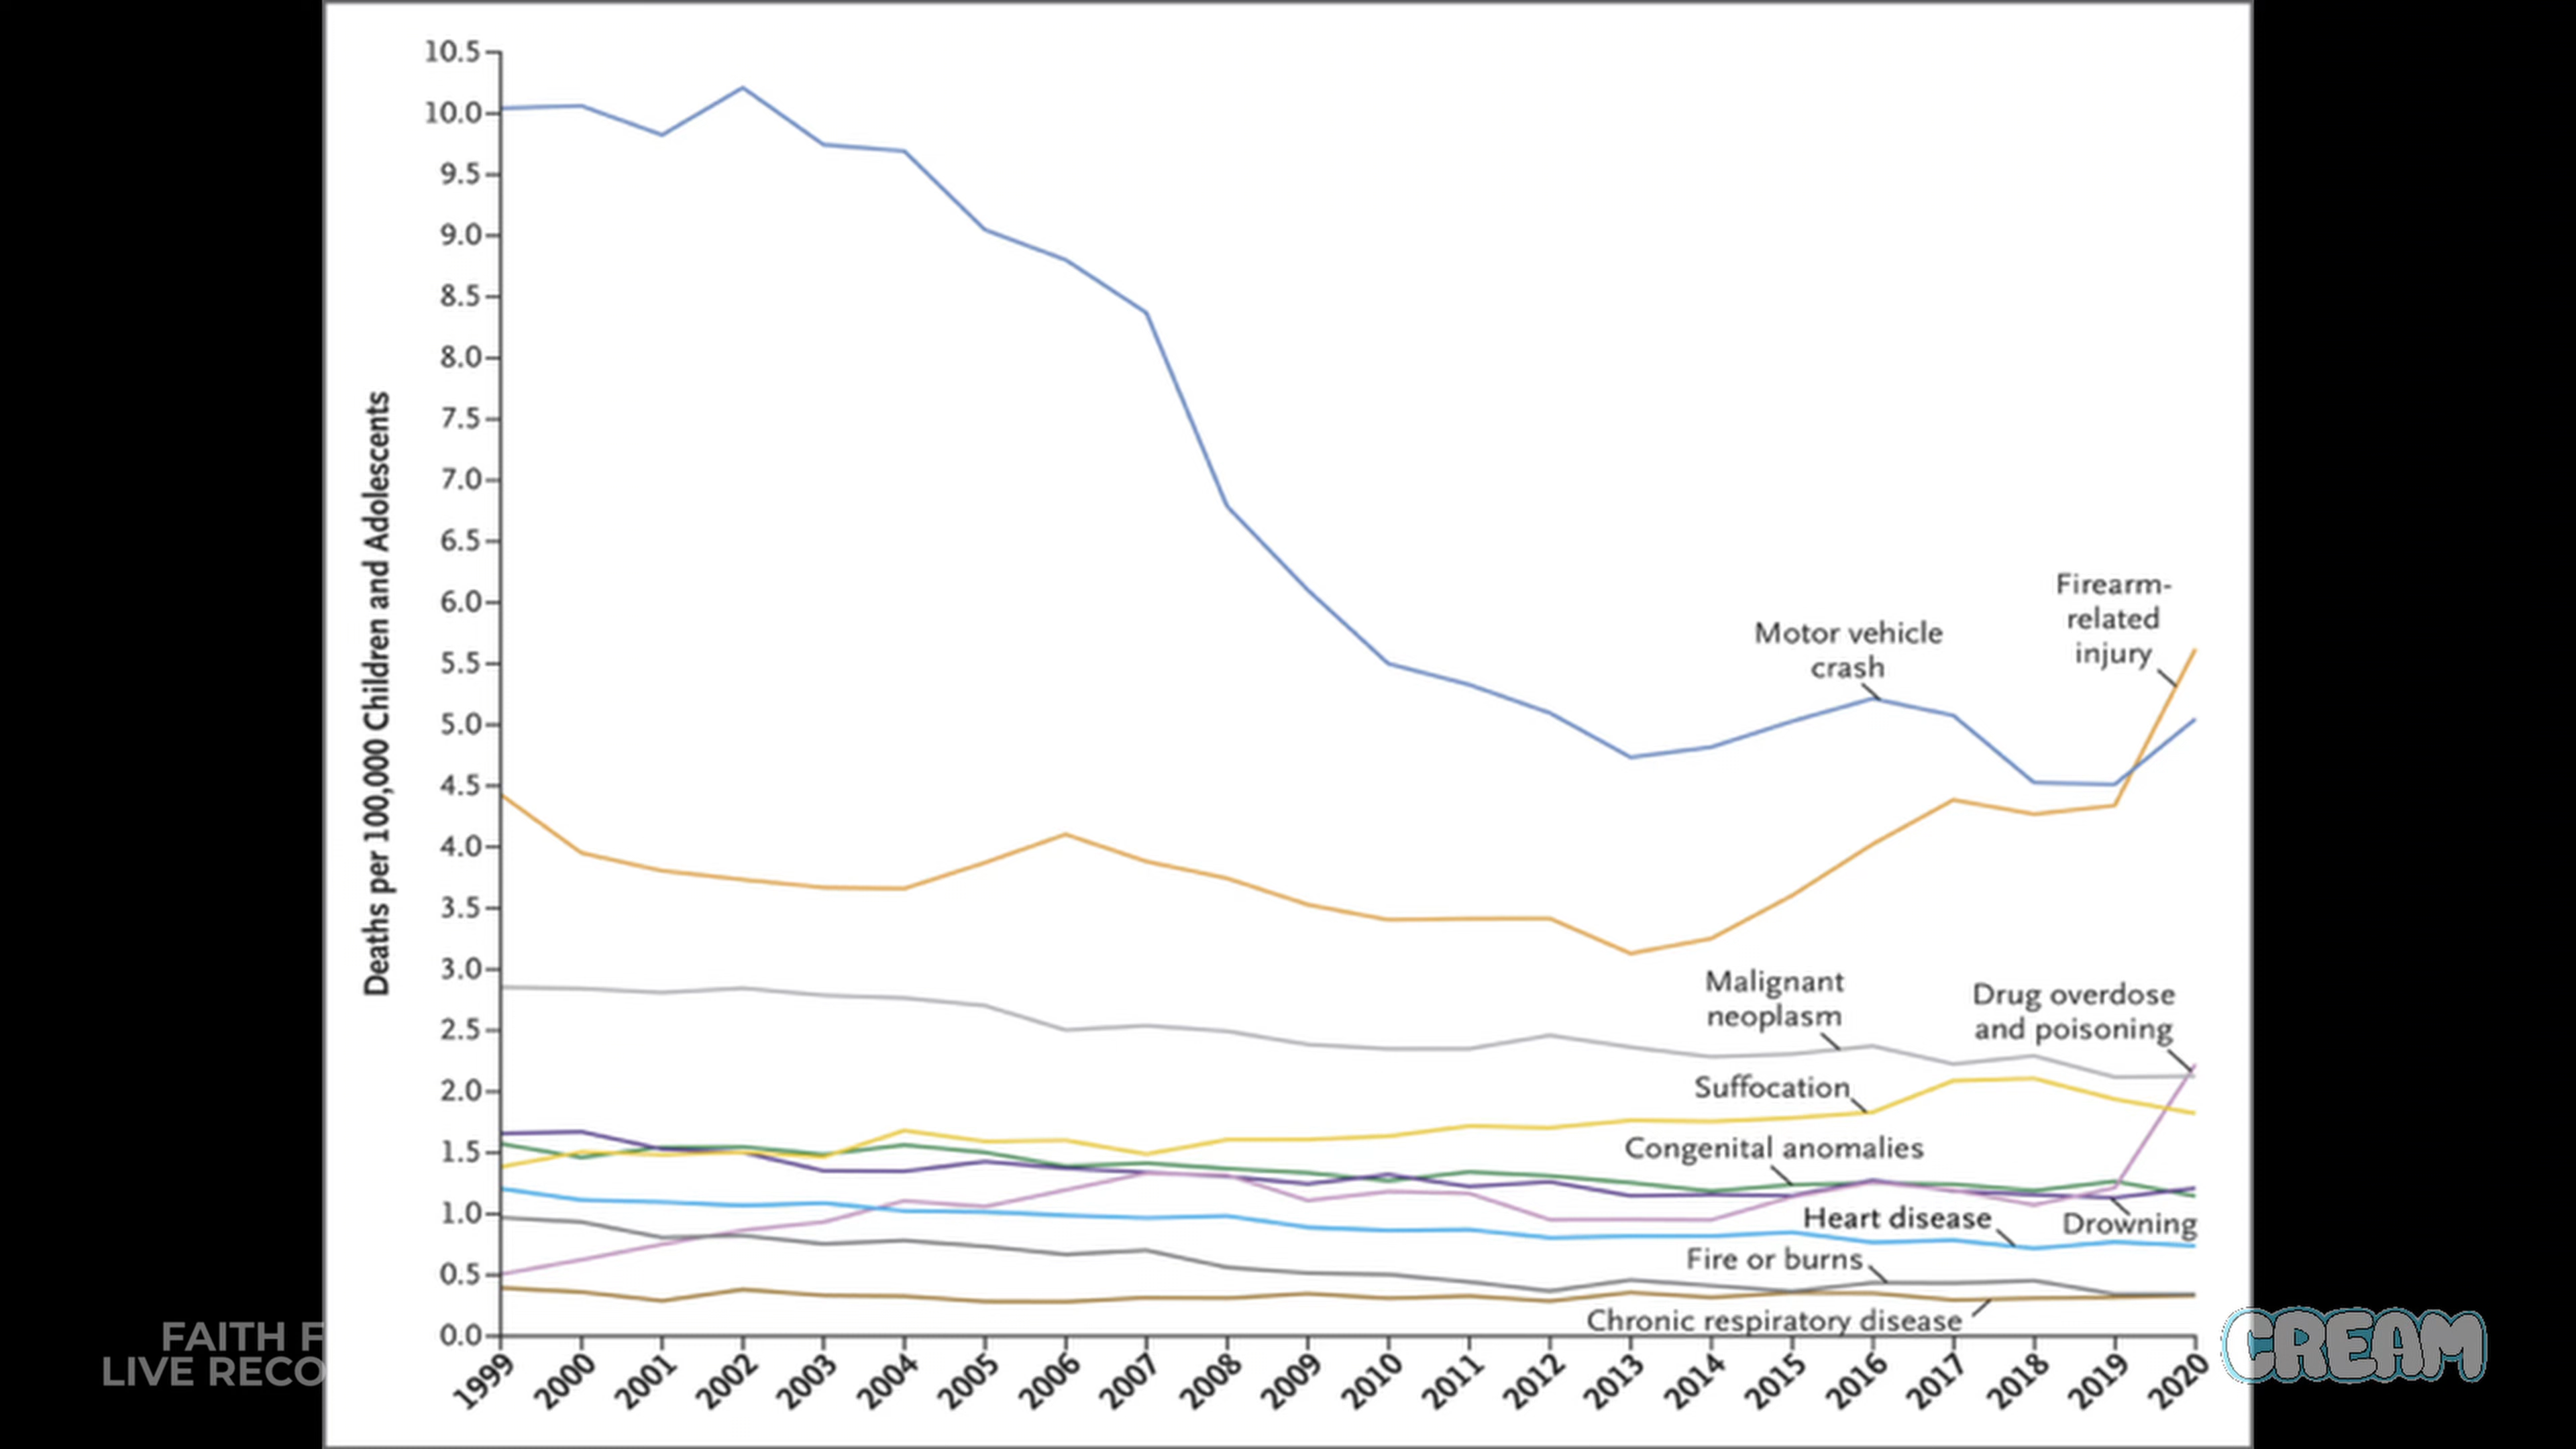 10.5
10.0
9.5
9.0
8.5
8.0
7.5
7.0
6.5
6.0
5.5
5.0
4.5
4.0
3.5
3.0
2.5
2.0
1.5
1.0
0.5
0.0
Deaths per 100,000 Children and Adolescents
Firearm-
related
injury
Motor vehicle
crash
Malignant
neoplasm
Drug overdose
and poisoning
Suffocation
Congenital anomalies
Heart disease
Drowning
Fire or burns
Chronic respiratory disease
1999
2000
2001
2002
2003
2004
2005
2006
2007
2008
2009
2010
2011
2012
2013
2014
2015
2016
2017
2018
2019
2020
FAITH F
LIVE RECO
CREAM